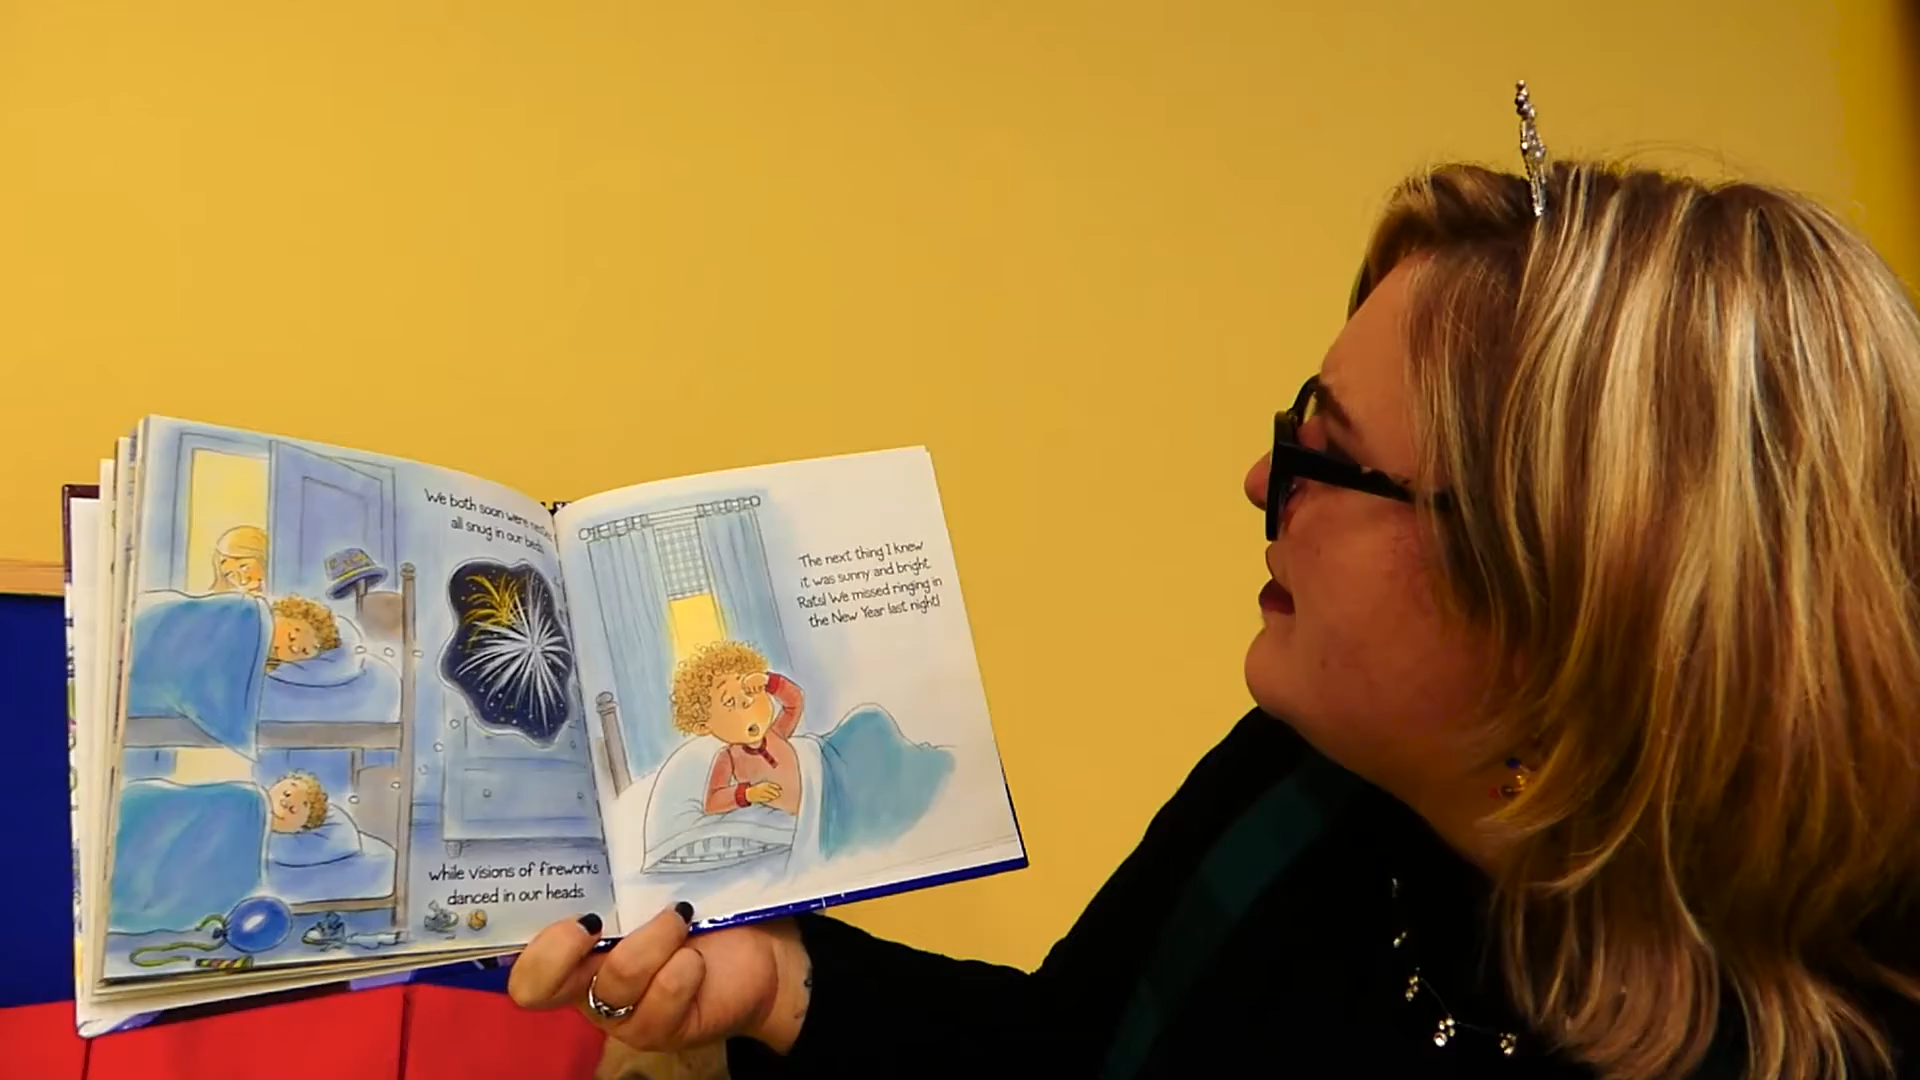 We both soon were
all snug in our beds
while visions of fireworks
danced in our heads.
The next thing I knew
it was sunny and bright.
Rats! We missed ringing in
the New Year last night!